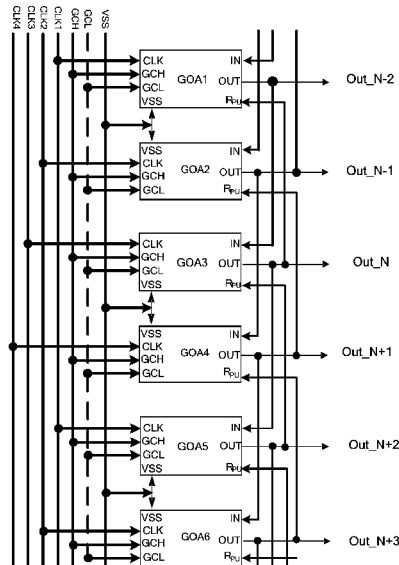 CLK4 CLK3 CLK2 CLK1 GCH GCL VSS
CLK IN
GCH GOA1 OUT Out_N-2
GCL
VSS RPU
VSS IN
CLK
GCH GOA2 OUT Out_N-1
GCL RPU
CLK IN
GCH GOA3 OUT Out_N
GCL
VSS RPU
VSS IN
CLK
GCH GOA4 OUT Out_N+1
GCL RPU
CLK IN
GCH GOA5 OUT Out_N+2
GCL
VSS RPU
VSS IN
CLK
GCH GOA6 OUT Out_N+3
GCL RPU